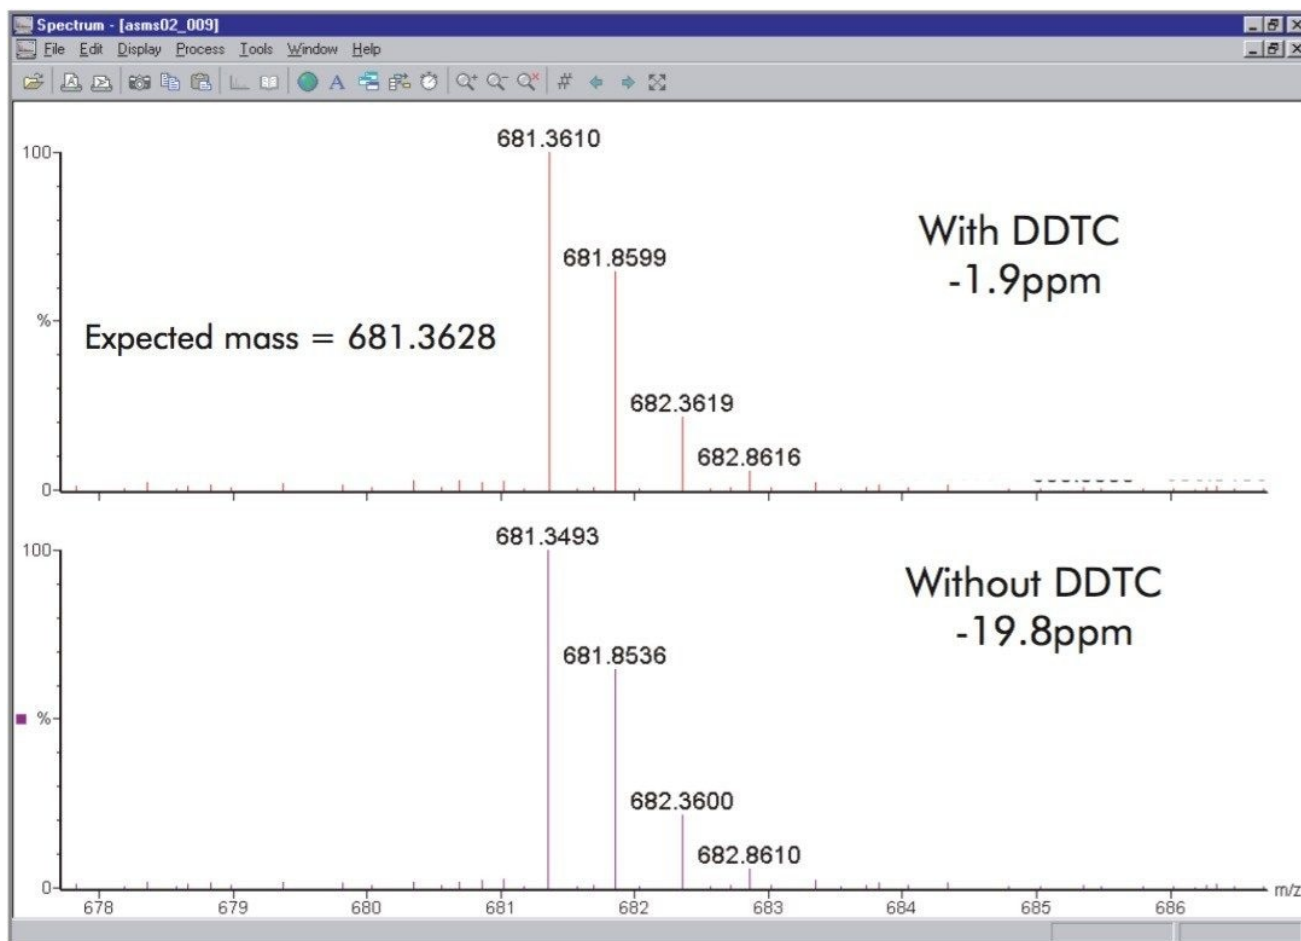 Spectrum - [asms02_009]
File Edit Display Process Tools Window Help
681.3610
100
With DDTC
-1.9ppm
681.8599
%
Expected mass = 681.3628
682.3619
682.8616
0
681.3493
100
Without DDTC
-19.8ppm
681.8536
%
682.3600
682.8610
0
m/z
678 679 680 681 682 683 684 685 686